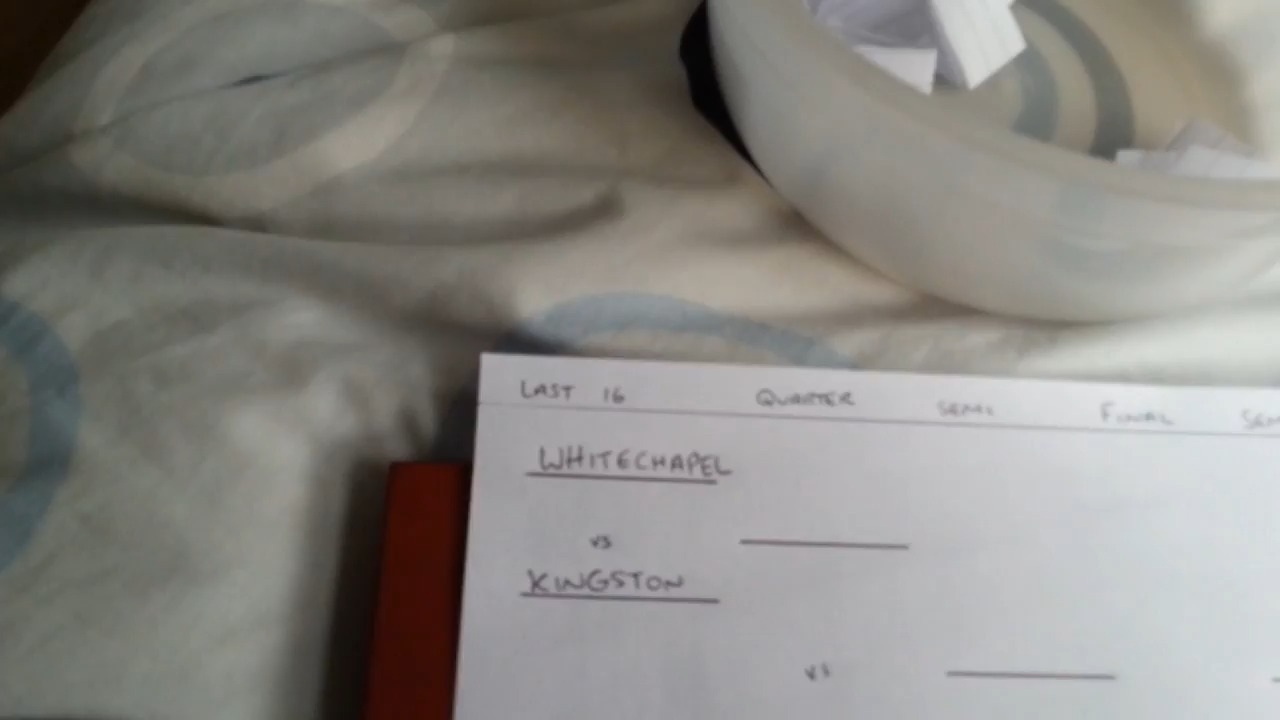 LAST 16 QUARTER SEMI FINAL
WHITECHAPEL
vs
KINGSTON
vs